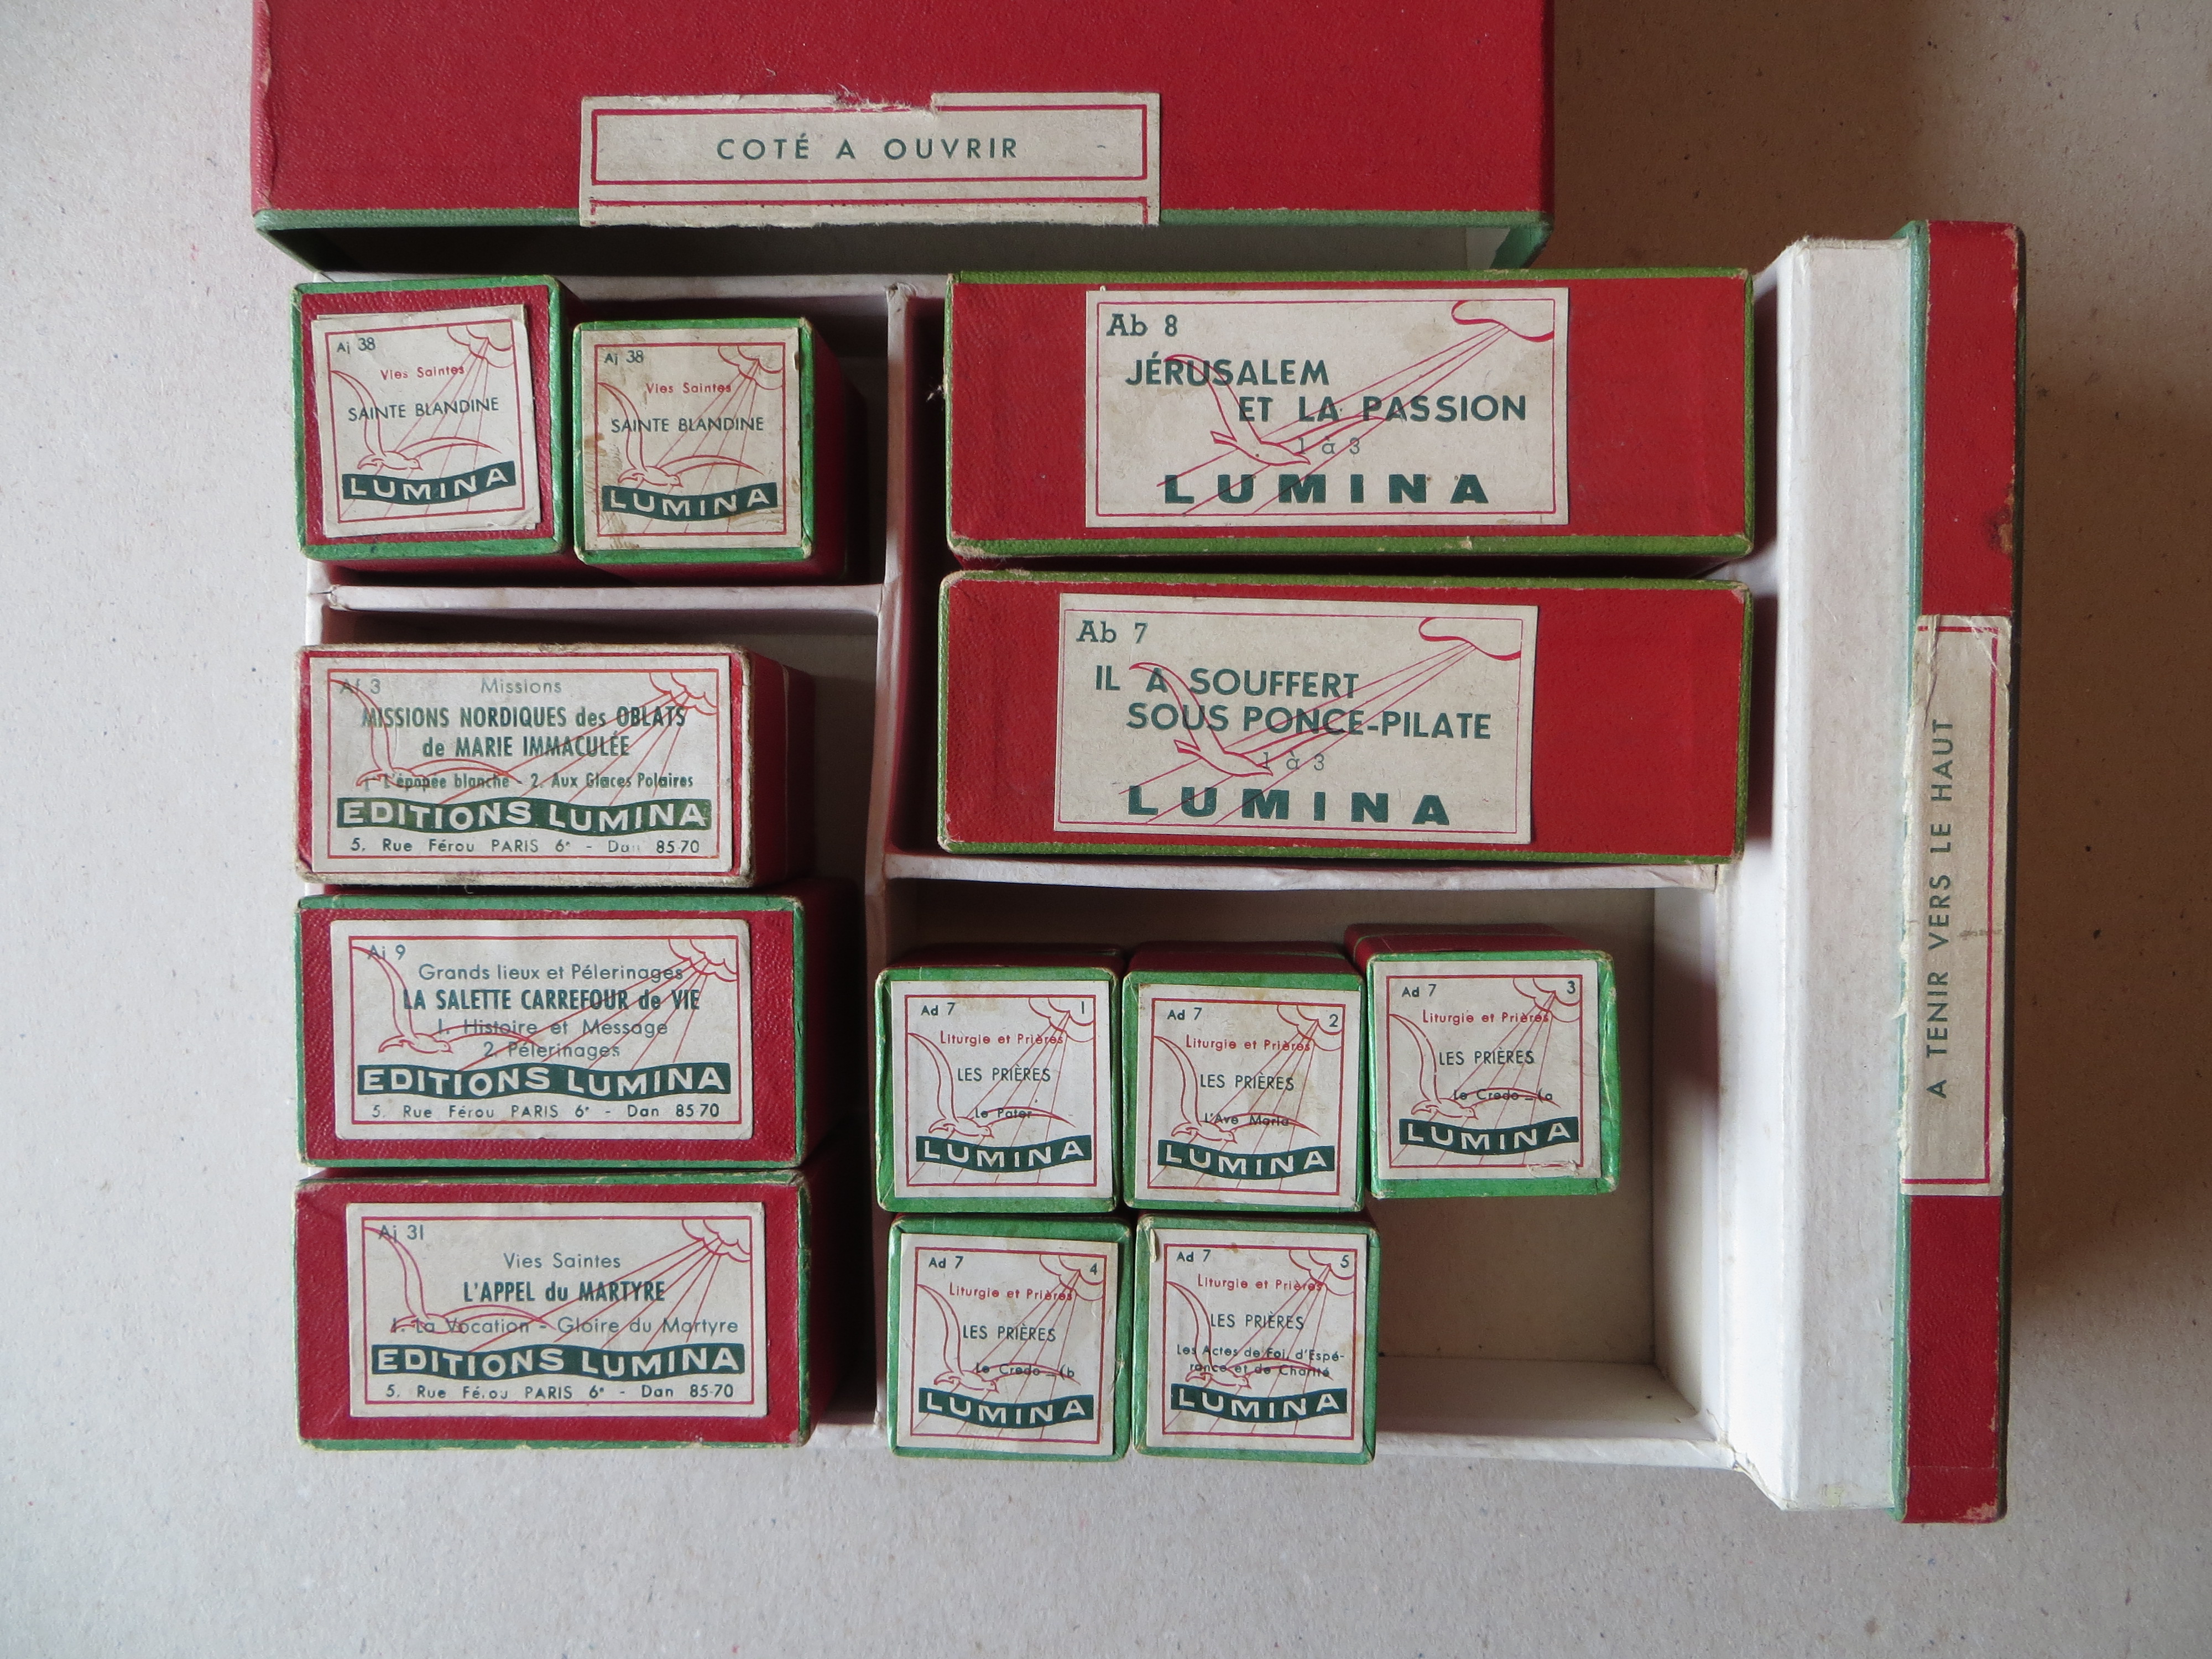 COTÉ A OUVRIR
Aj 38
Vies Saintes
SAINTE BLANDINE
LUMINA
Aj 38
Vies Saintes
SAINTE BLANDINE
LUMINA
Ab 8
JÉRUSALEM
ET LA PASSION
1 à 3
LUMINA
Ab 7
IL A SOUFFERT
SOUS PONCE-PILATE
1 à 3
LUMINA
A TENIR VERS LE HAUT
Af 3 Missions
MISSIONS NORDIQUES des OBLATS
de MARIE IMMACULÉE
1 L'épopée blanche - 2. Aux Glaces Polaires
EDITIONS LUMINA
5, Rue Férou PARIS 6e - Dan 85-70
Aj 9
Grands lieux et Pélerinages
LA SALETTE CARREFOUR de VIE
1. Histoire et Message
2. Pélerinages
EDITIONS LUMINA
5. Rue Férou PARIS 6e - Dan 85-70
Aj 31
Vies Saintes
L'APPEL du MARTYRE
1. La Vocation - Gloire du Martyre
EDITIONS LUMINA
5. Rue Férou PARIS 6e - Dan 85-70
Ad 7 1
Liturgie et Prières
LES PRIÈRES
Le Pater
LUMINA
Ad 7 2
Liturgie et Prières
LES PRIÈRES
L'Ave Maria
LUMINA
Ad 7 3
Liturgie et Prières
LES PRIÈRES
Le Credo - (a
LUMINA
Ad 7 4
Liturgie et Prières
LES PRIÈRES
Le Credo - (b
LUMINA
Ad 7 5
Liturgie et Prières
LES PRIÈRES
Les Actes de Foi, d'Espé-
rance et de Charité
LUMINA